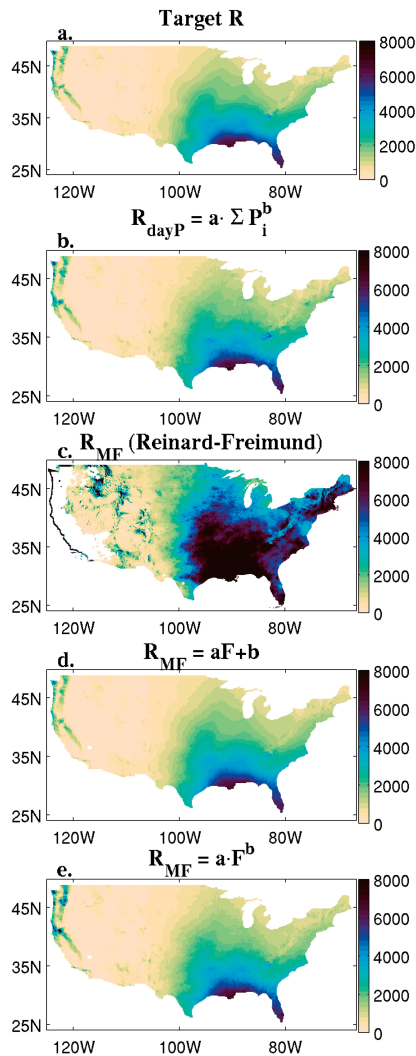 Target R
a.
45N
35N
25N
120W 100W 80W
8000
6000
4000
2000
0
R_dayP = a· Σ P_i^b
b.
45N
35N
25N
120W 100W 80W
8000
6000
4000
2000
0
R_MF (Reinard-Freimund)
c.
45N
35N
25N
120W 100W 80W
8000
6000
4000
2000
0
R_MF = aF+b
d.
45N
35N
25N
120W 100W 80W
8000
6000
4000
2000
0
R_MF = a·F^b
e.
45N
35N
25N
120W 100W 80W
8000
6000
4000
2000
0